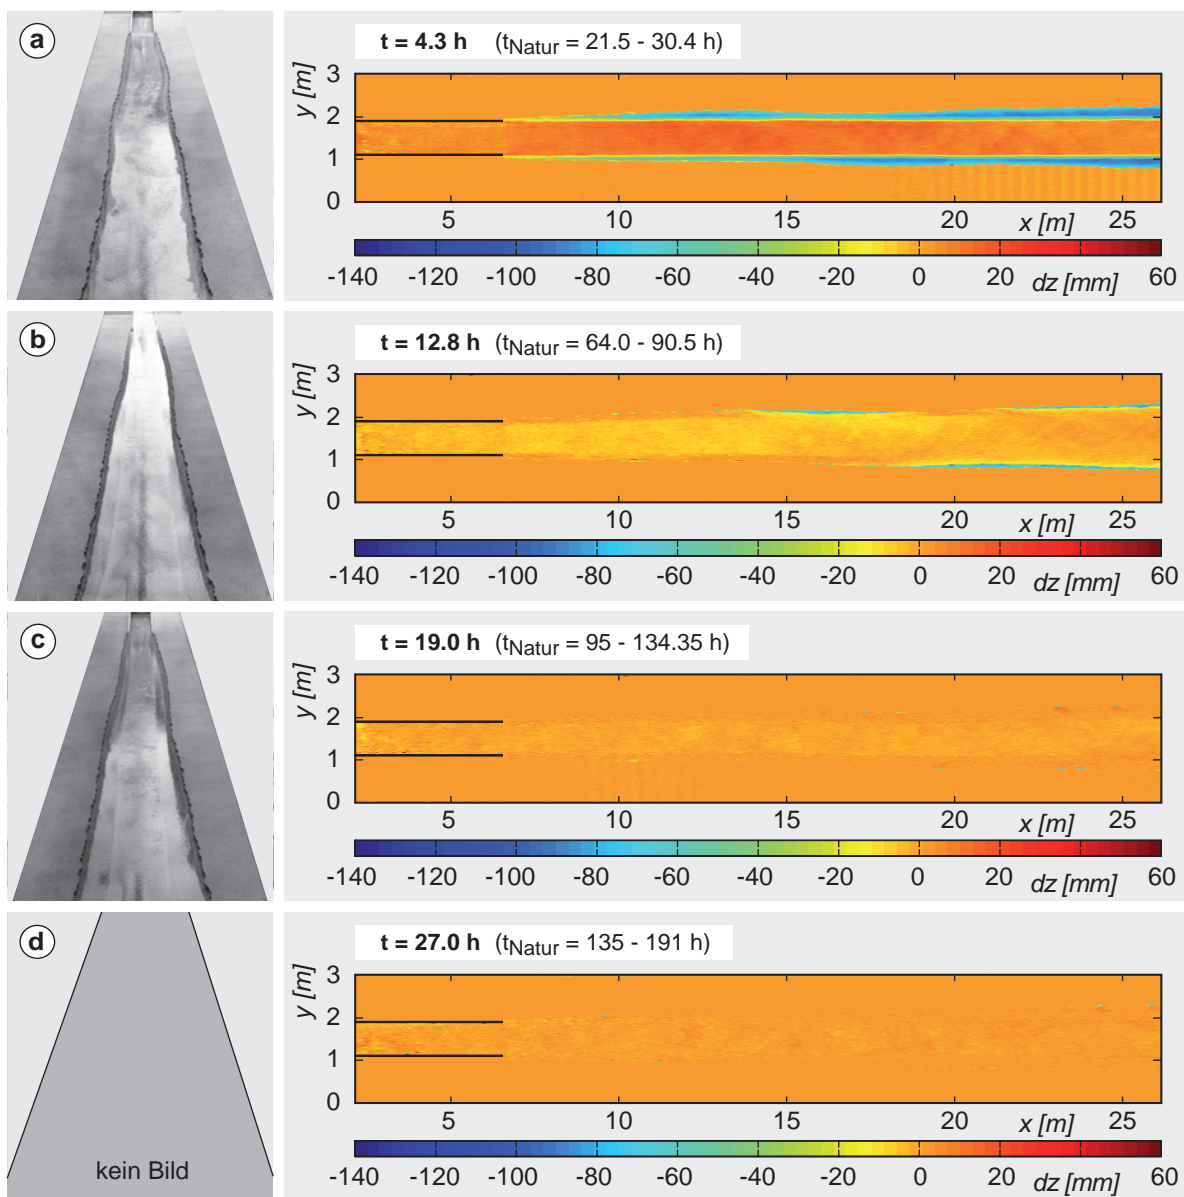 a
t = 4.3 h (tNatur = 21.5 - 30.4 h)
y [m]
3
2
1
0
5 10 15 20 x [m] 25
-140 -120 -100 -80 -60 -40 -20 0 20 dz [mm] 60
b
t = 12.8 h (tNatur = 64.0 - 90.5 h)
y [m]
3
2
1
0
5 10 15 20 x [m] 25
-140 -120 -100 -80 -60 -40 -20 0 20 dz [mm] 60
c
t = 19.0 h (tNatur = 95 - 134.35 h)
y [m]
3
2
1
0
5 10 15 20 x [m] 25
-140 -120 -100 -80 -60 -40 -20 0 20 dz [mm] 60
d
t = 27.0 h (tNatur = 135 - 191 h)
y [m]
3
2
1
0
5 10 15 20 x [m] 25
kein Bild
-140 -120 -100 -80 -60 -40 -20 0 20 dz [mm] 60